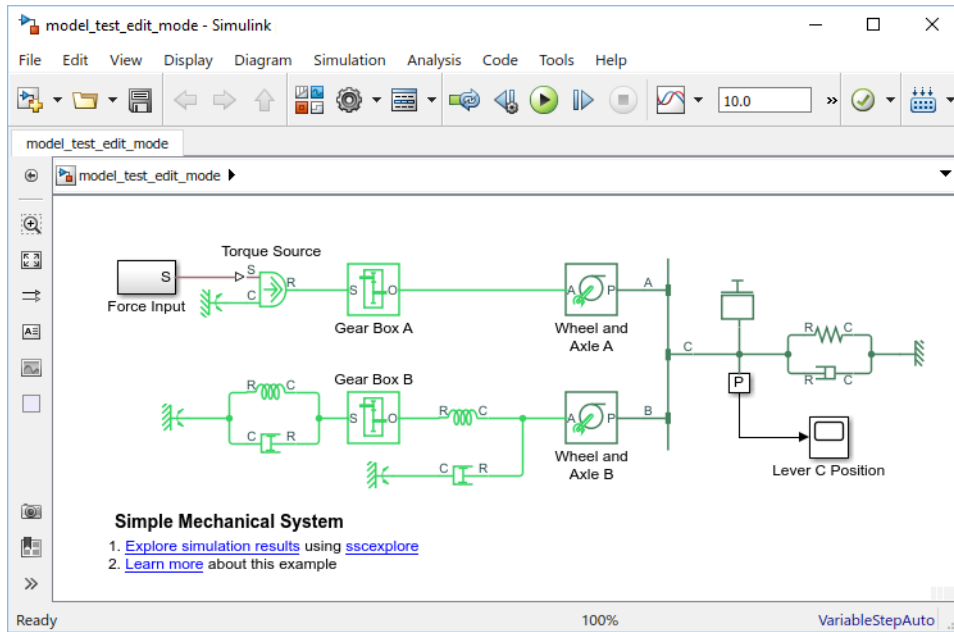 model_test_edit_mode - Simulink
File Edit View Display Diagram Simulation Analysis Code Tools Help
10.0 »
model_test_edit_mode
model_test_edit_mode
Torque Source
S S R S O A P A
C
Force Input
Gear Box A
Wheel and
Axle A
R C
C
P
R C
Gear Box B
R C S O R C A P B
C R
C R
Wheel and
Axle B
Lever C Position
Simple Mechanical System
1. Explore simulation results using sscexplore
2. Learn more about this example
Ready 100% VariableStepAuto